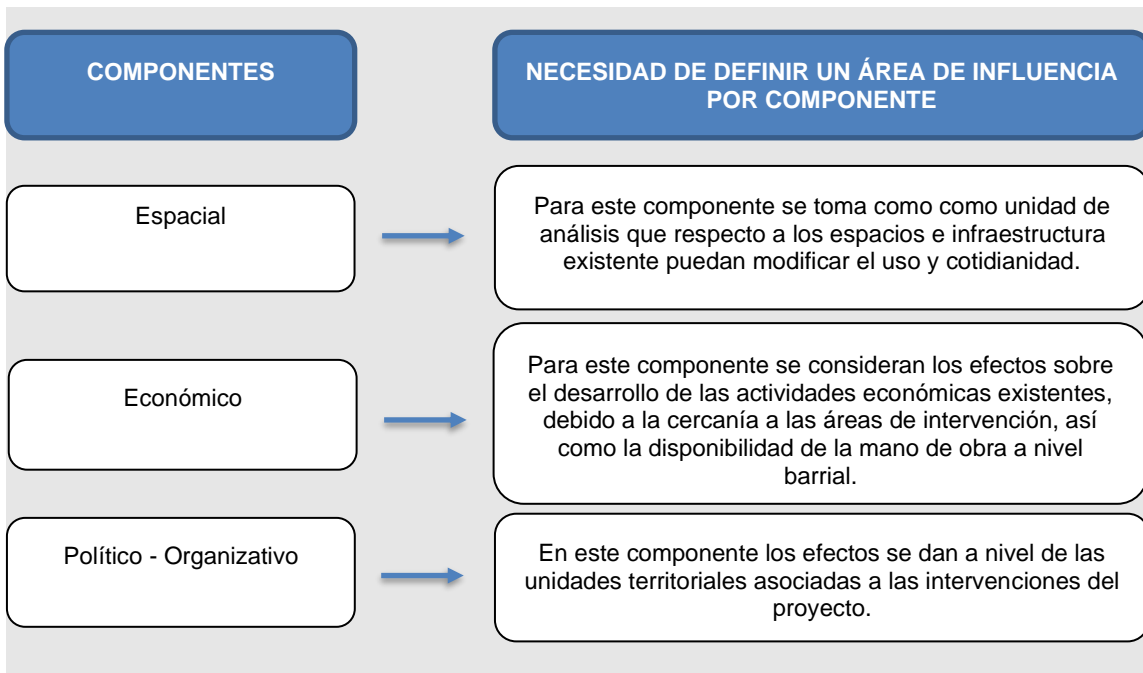 COMPONENTES
NECESIDAD DE DEFINIR UN ÁREA DE INFLUENCIA
POR COMPONENTE
Espacial
Para este componente se toma como como unidad de
análisis que respecto a los espacios e infraestructura
existente puedan modificar el uso y cotidianidad.
Económico
Para este componente se consideran los efectos sobre
el desarrollo de las actividades económicas existentes,
debido a la cercanía a las áreas de intervención, así
como la disponibilidad de la mano de obra a nivel
barrial.
Político - Organizativo
En este componente los efectos se dan a nivel de las
unidades territoriales asociadas a las intervenciones del
proyecto.